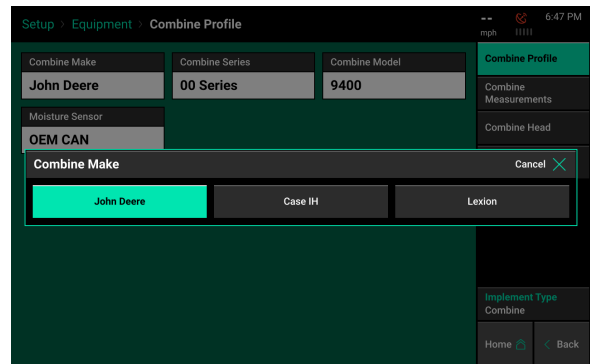 Setup > Equipment > Combine Profile
-- mph
6:47 PM
Combine Make
John Deere
Combine Series
00 Series
Combine Model
9400
Moisture Sensor
OEM CAN
Combine Profile
Combine
Measurements
Combine Head
Combine Make
Cancel
John Deere
Case IH
Lexion
Implement Type
Combine
Home
< Back